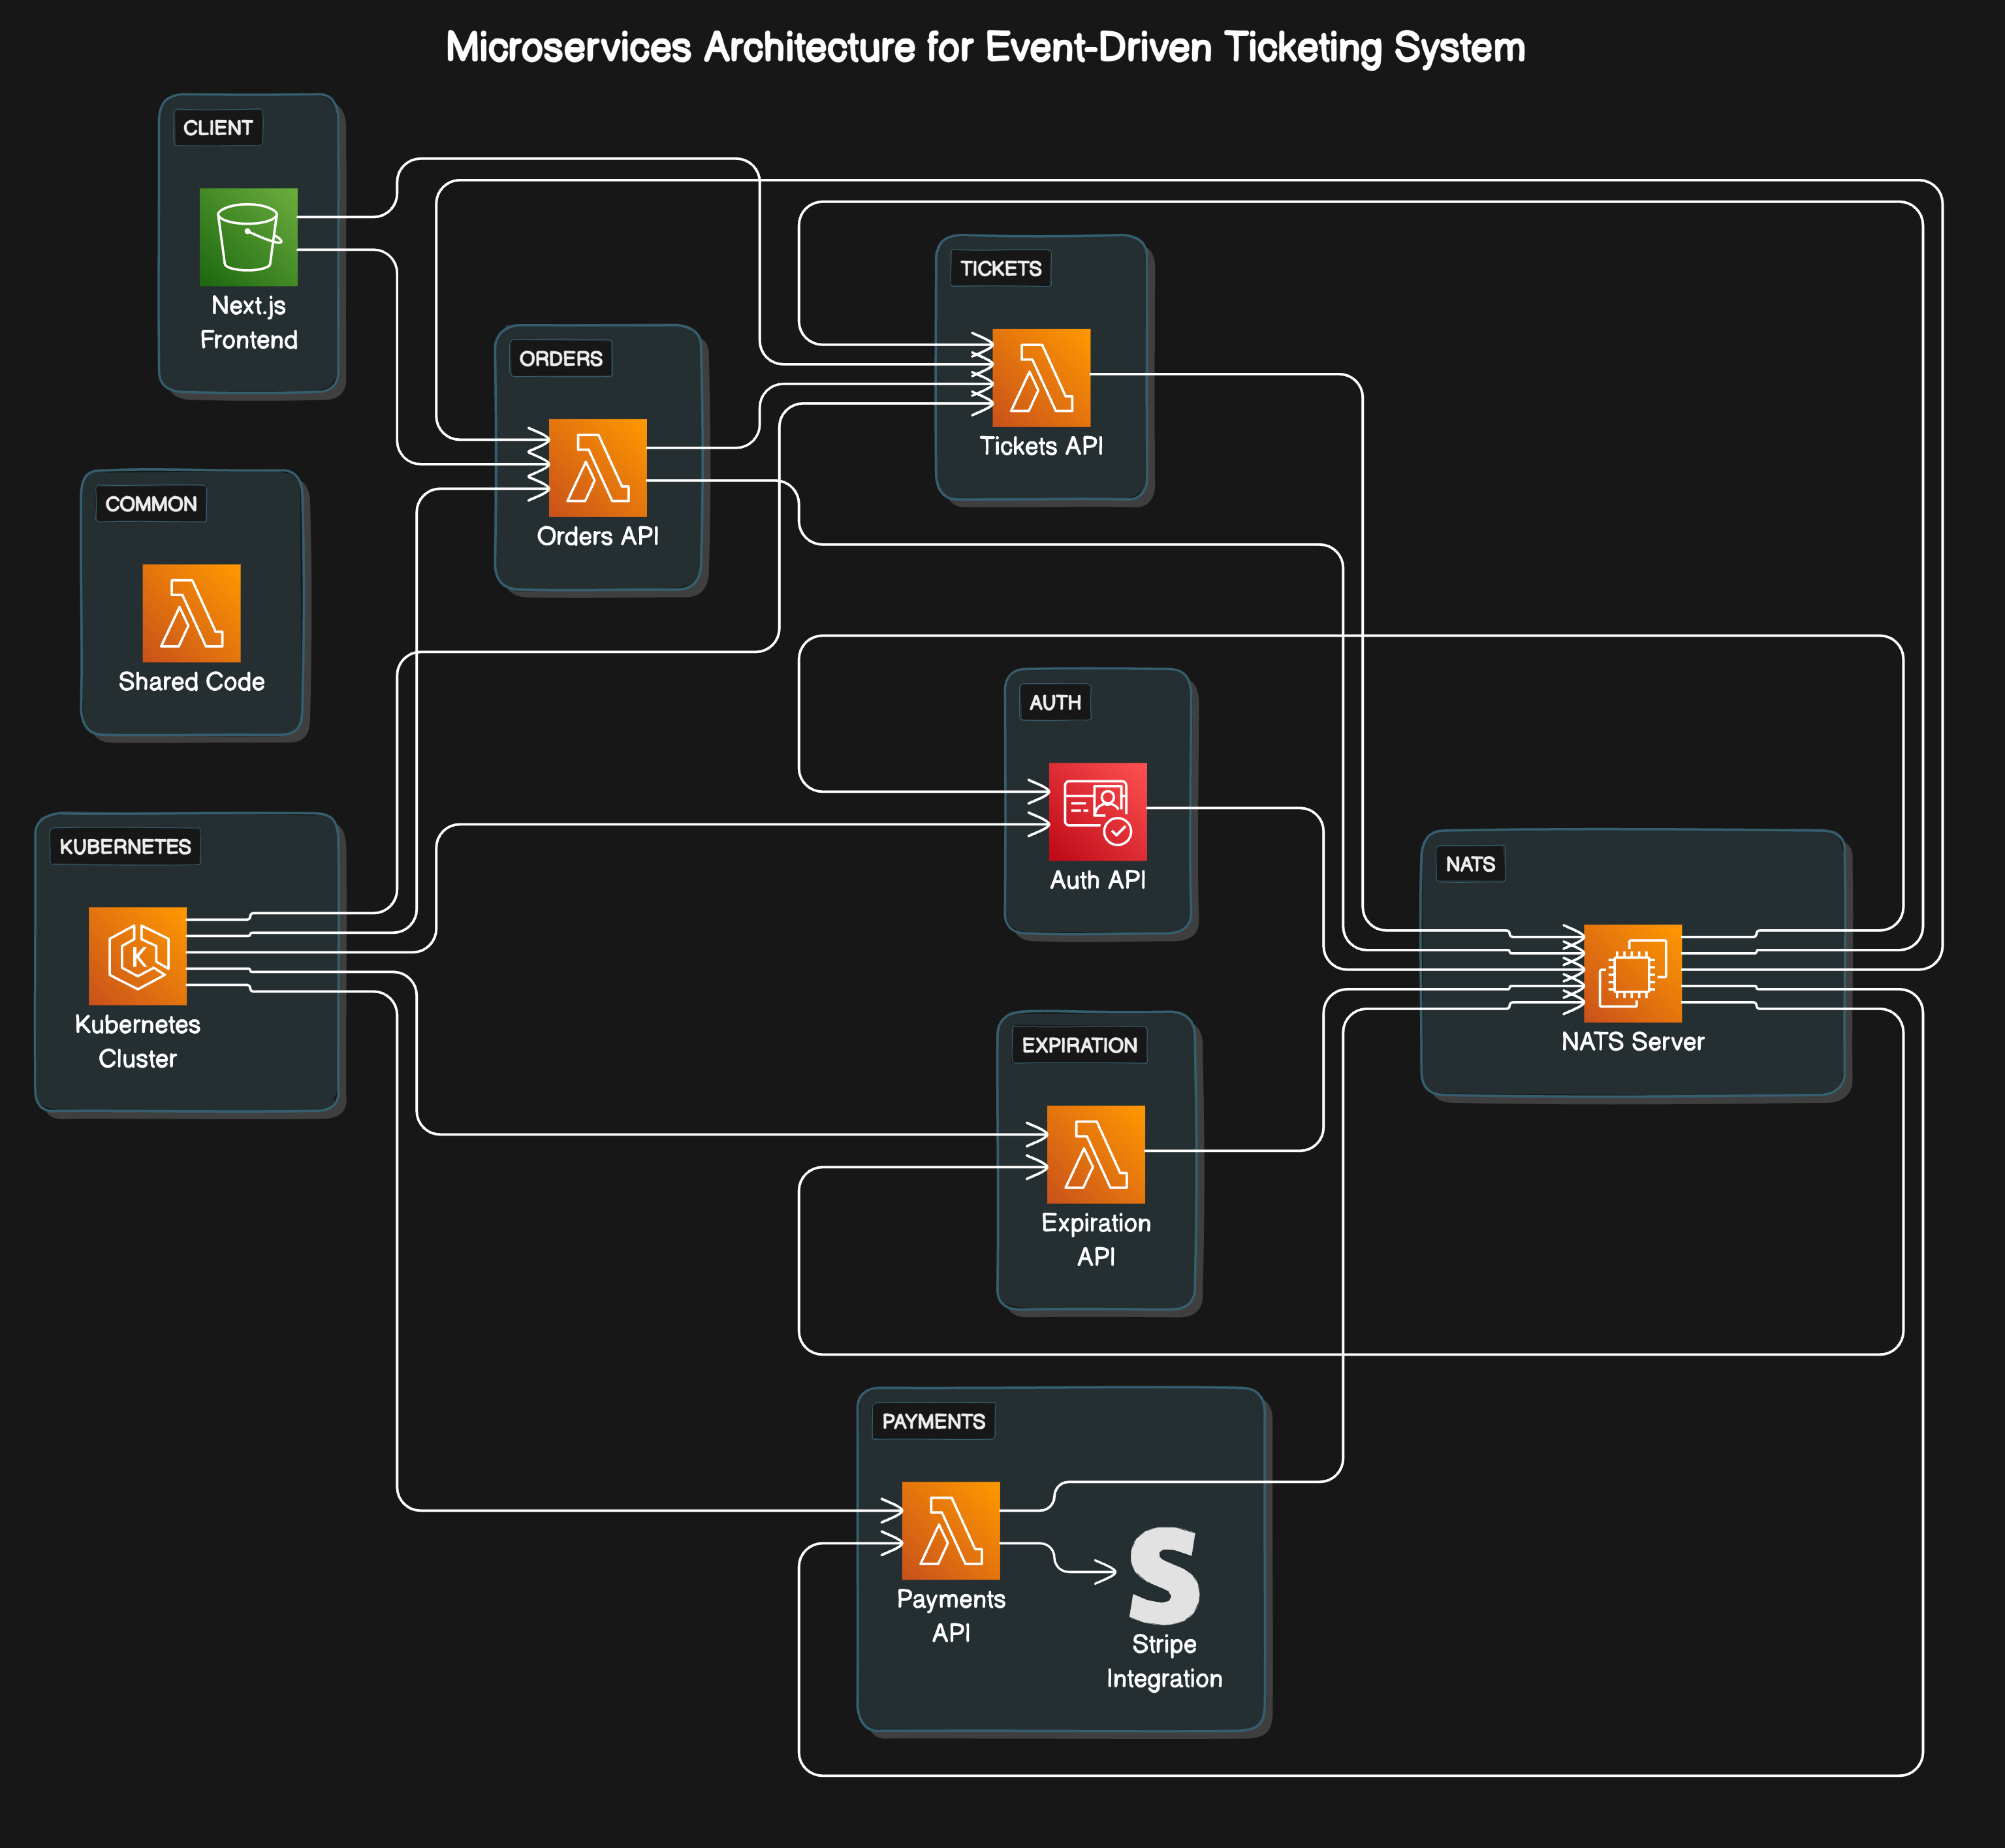 Microservices Architecture for Event-Driven Ticketing System
CLIENT
Next.js
Frontend
TICKETS
Tickets API
ORDERS
Orders API
COMMON
Shared Code
AUTH
Auth API
KUBERNETES
K
Kubernetes
Cluster
NATS
NATS Server
EXPIRATION
Expiration
API
PAYMENTS
Payments
API
S
Stripe
Integration